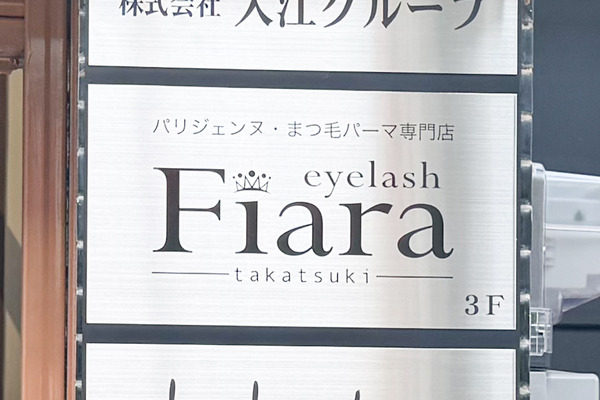 株式会社 入江グループ
パリジェンヌ・まつ毛パーマ専門店
eyelash
Fiara
takatsuki
3F